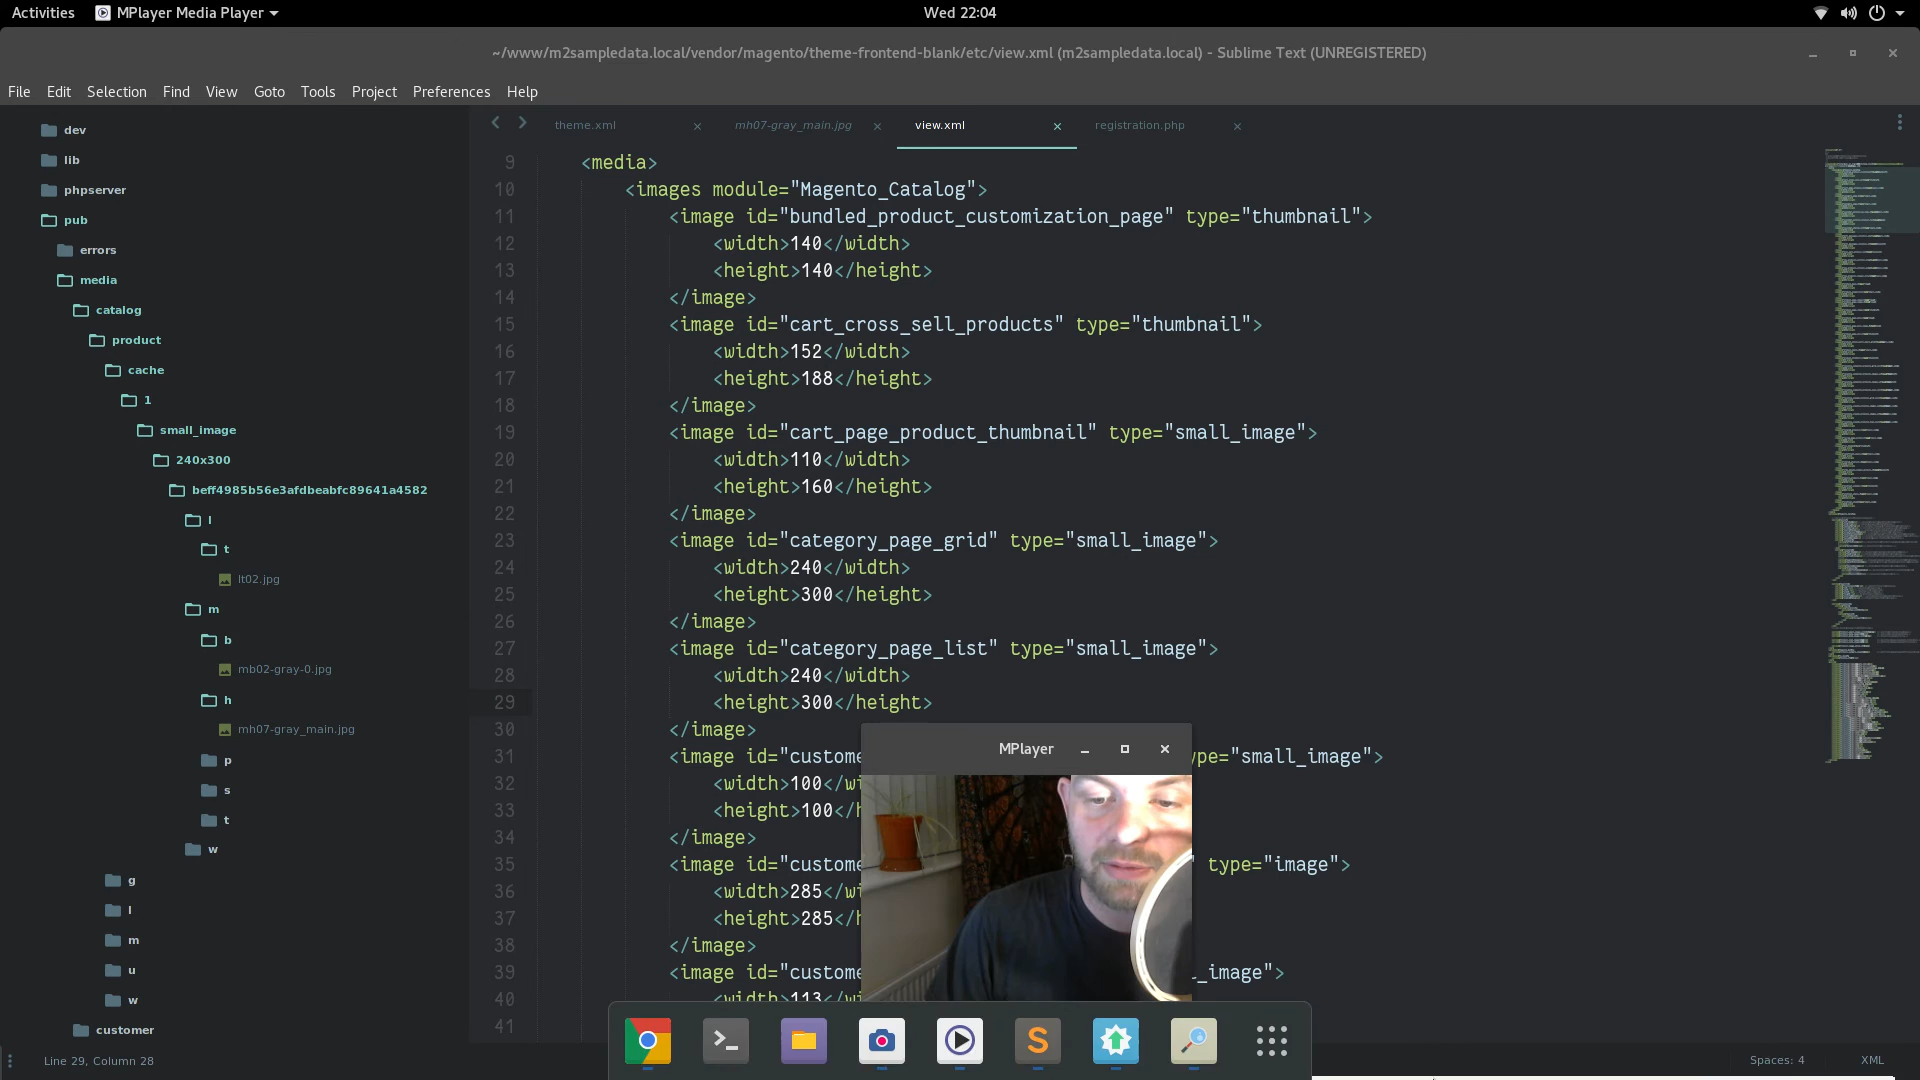 Activities
MPlayer Media Player
Wed 22:04
~/www/m2sampledata.local/vendor/magento/theme-frontend-blank/etc/view.xml (m2sampledata.local) - Sublime Text (UNREGISTERED)
File Edit Selection Find View Goto Tools Project Preferences Help
dev
lib
phpserver
pub
errors
media
catalog
product
cache
1
small_image
240x300
beff4985b56e3afdbeabfc89641a4582
l
t
lt02.jpg
m
b
mb02-gray-0.jpg
h
mh07-gray_main.jpg
p
s
t
w
g
l
m
u
w
customer
theme.xml
mh07-gray_main.jpg
view.xml
registration.php
9 <media>
10 <images module="Magento_Catalog">
11 <image id="bundled_product_customization_page" type="thumbnail">
12 <width>140</width>
13 <height>140</height>
14 </image>
15 <image id="cart_cross_sell_products" type="thumbnail">
16 <width>152</width>
17 <height>188</height>
18 </image>
19 <image id="cart_page_product_thumbnail" type="small_image">
20 <width>110</width>
21 <height>160</height>
22 </image>
23 <image id="category_page_grid" type="small_image">
24 <width>240</width>
25 <height>300</height>
26 </image>
27 <image id="category_page_list" type="small_image">
28 <width>240</width>
29 <height>300</height>
30 </image>
31 <image id="custome ype="small_image">
32 <width>100</wi
33 <height>100</h
34 </image>
35 <image id="custome type="image">
36 <width>285</wi
37 <height>285</h
38 </image>
39 <image id="custome _image">
40 <width>113</wi
41
MPlayer
Line 29, Column 28
Spaces: 4
XML